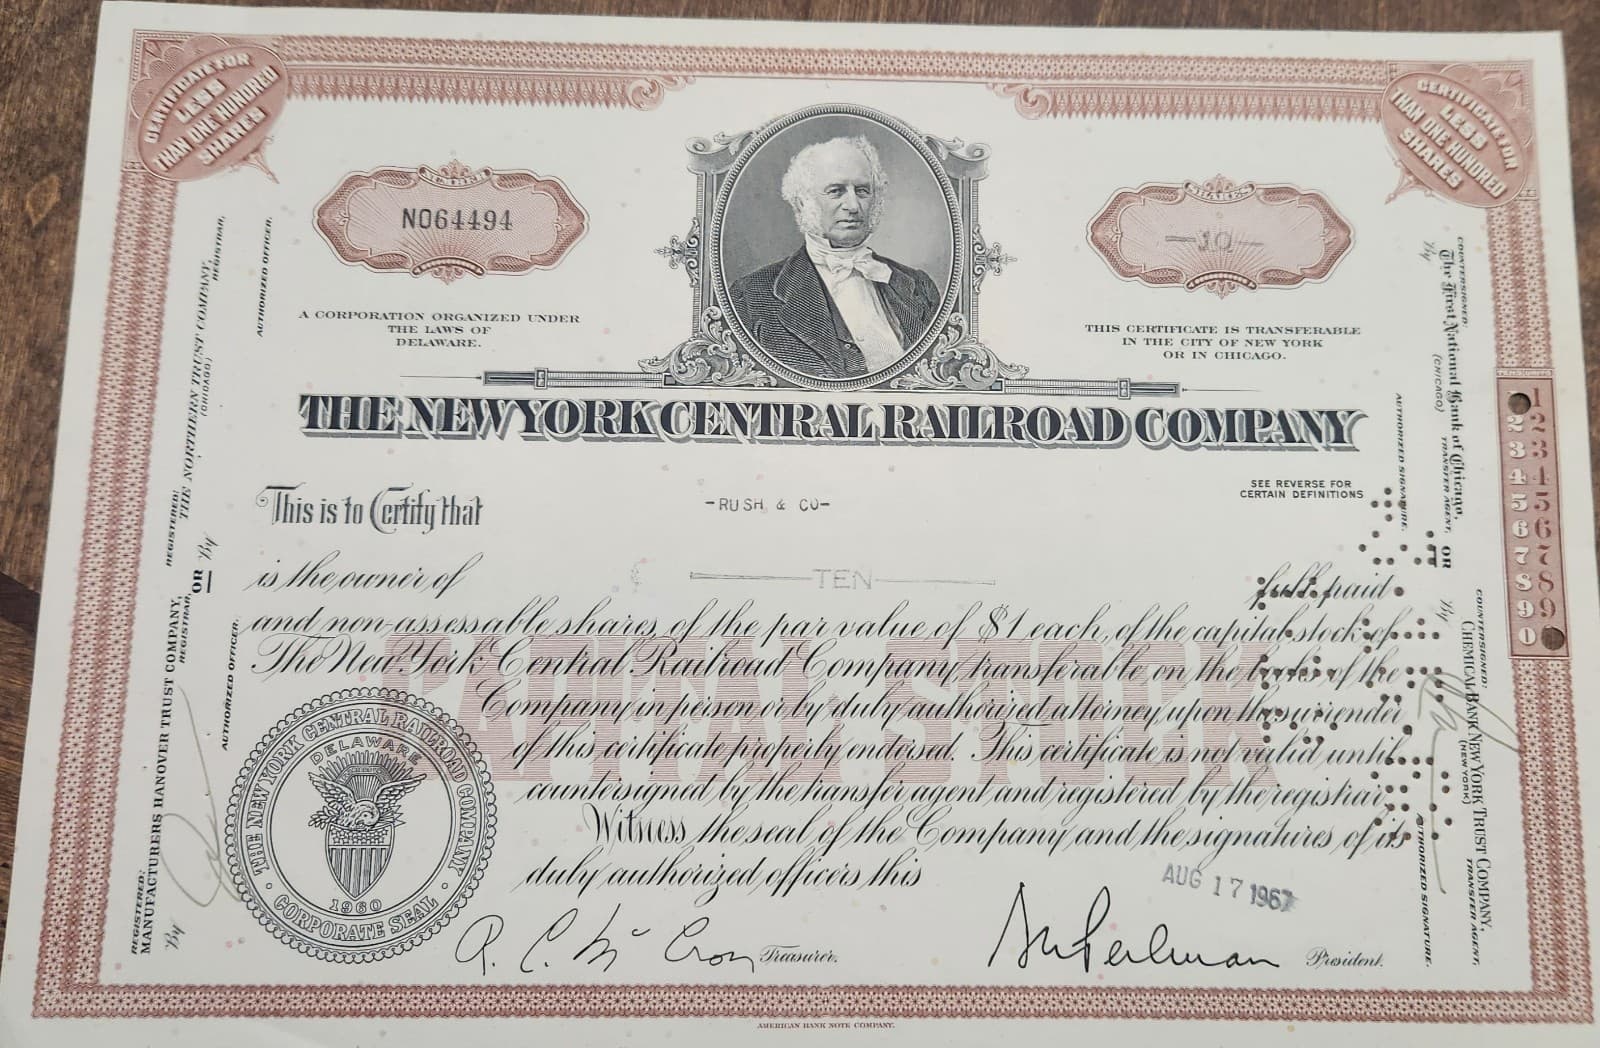 CERTIFICATE FOR
LESS
THAN ONE HUNDRED
SHARES
CERTIFICATE FOR
LESS
THAN ONE HUNDRED
SHARES
NO64494
-10-
A CORPORATION ORGANIZED UNDER
THE LAWS OF
DELAWARE.
THIS CERTIFICATE IS TRANSFERABLE
IN THE CITY OF NEW YORK
OR IN CHICAGO.
THE NEW YORK CENTRAL RAILROAD COMPANY
SEE REVERSE FOR
CERTAIN DEFINITIONS
This is to Certify that
-RUSH & CO-
is the owner of TEN full paid
and non-assessable shares, of the par value of $1 each, of the capital stock of
The New York Central Railroad Company, transferable on the books of the
Company in person or by duly authorized attorney, upon the surrender
of this certificate properly endorsed. This certificate is not valid until
countersigned by the transfer agent and registered by the registrar.
Witness the seal of the Company and the signatures of its
duly authorized officers this
AUG 17 1967
CAPITAL STOCK
THE NEW YORK CENTRAL RAILROAD COMPANY
DELAWARE
1960
CORPORATE SEAL
Treasurer.
President.
AMERICAN BANK NOTE COMPANY.
REGISTERED:
MANUFACTURERS HANOVER TRUST COMPANY,
REGISTRAR,
By
AUTHORIZED OFFICER.
OR
REGISTERED:
THE NORTHERN TRUST COMPANY,
(CHICAGO)
REGISTRAR,
By
AUTHORIZED OFFICER.
COUNTERSIGNED:
The First National Bank of Chicago,
(CHICAGO)
TRANSFER AGENT,
By
AUTHORIZED SIGNATURE.
OR
COUNTERSIGNED:
CHEMICAL BANK NEW YORK TRUST COMPANY,
(NEW YORK)
TRANSFER AGENT,
By
AUTHORIZED SIGNATURE.
TENS UNITS
1
2 2
3 3
4 4
5 5
6 6
7 7
8 8
9 9
0